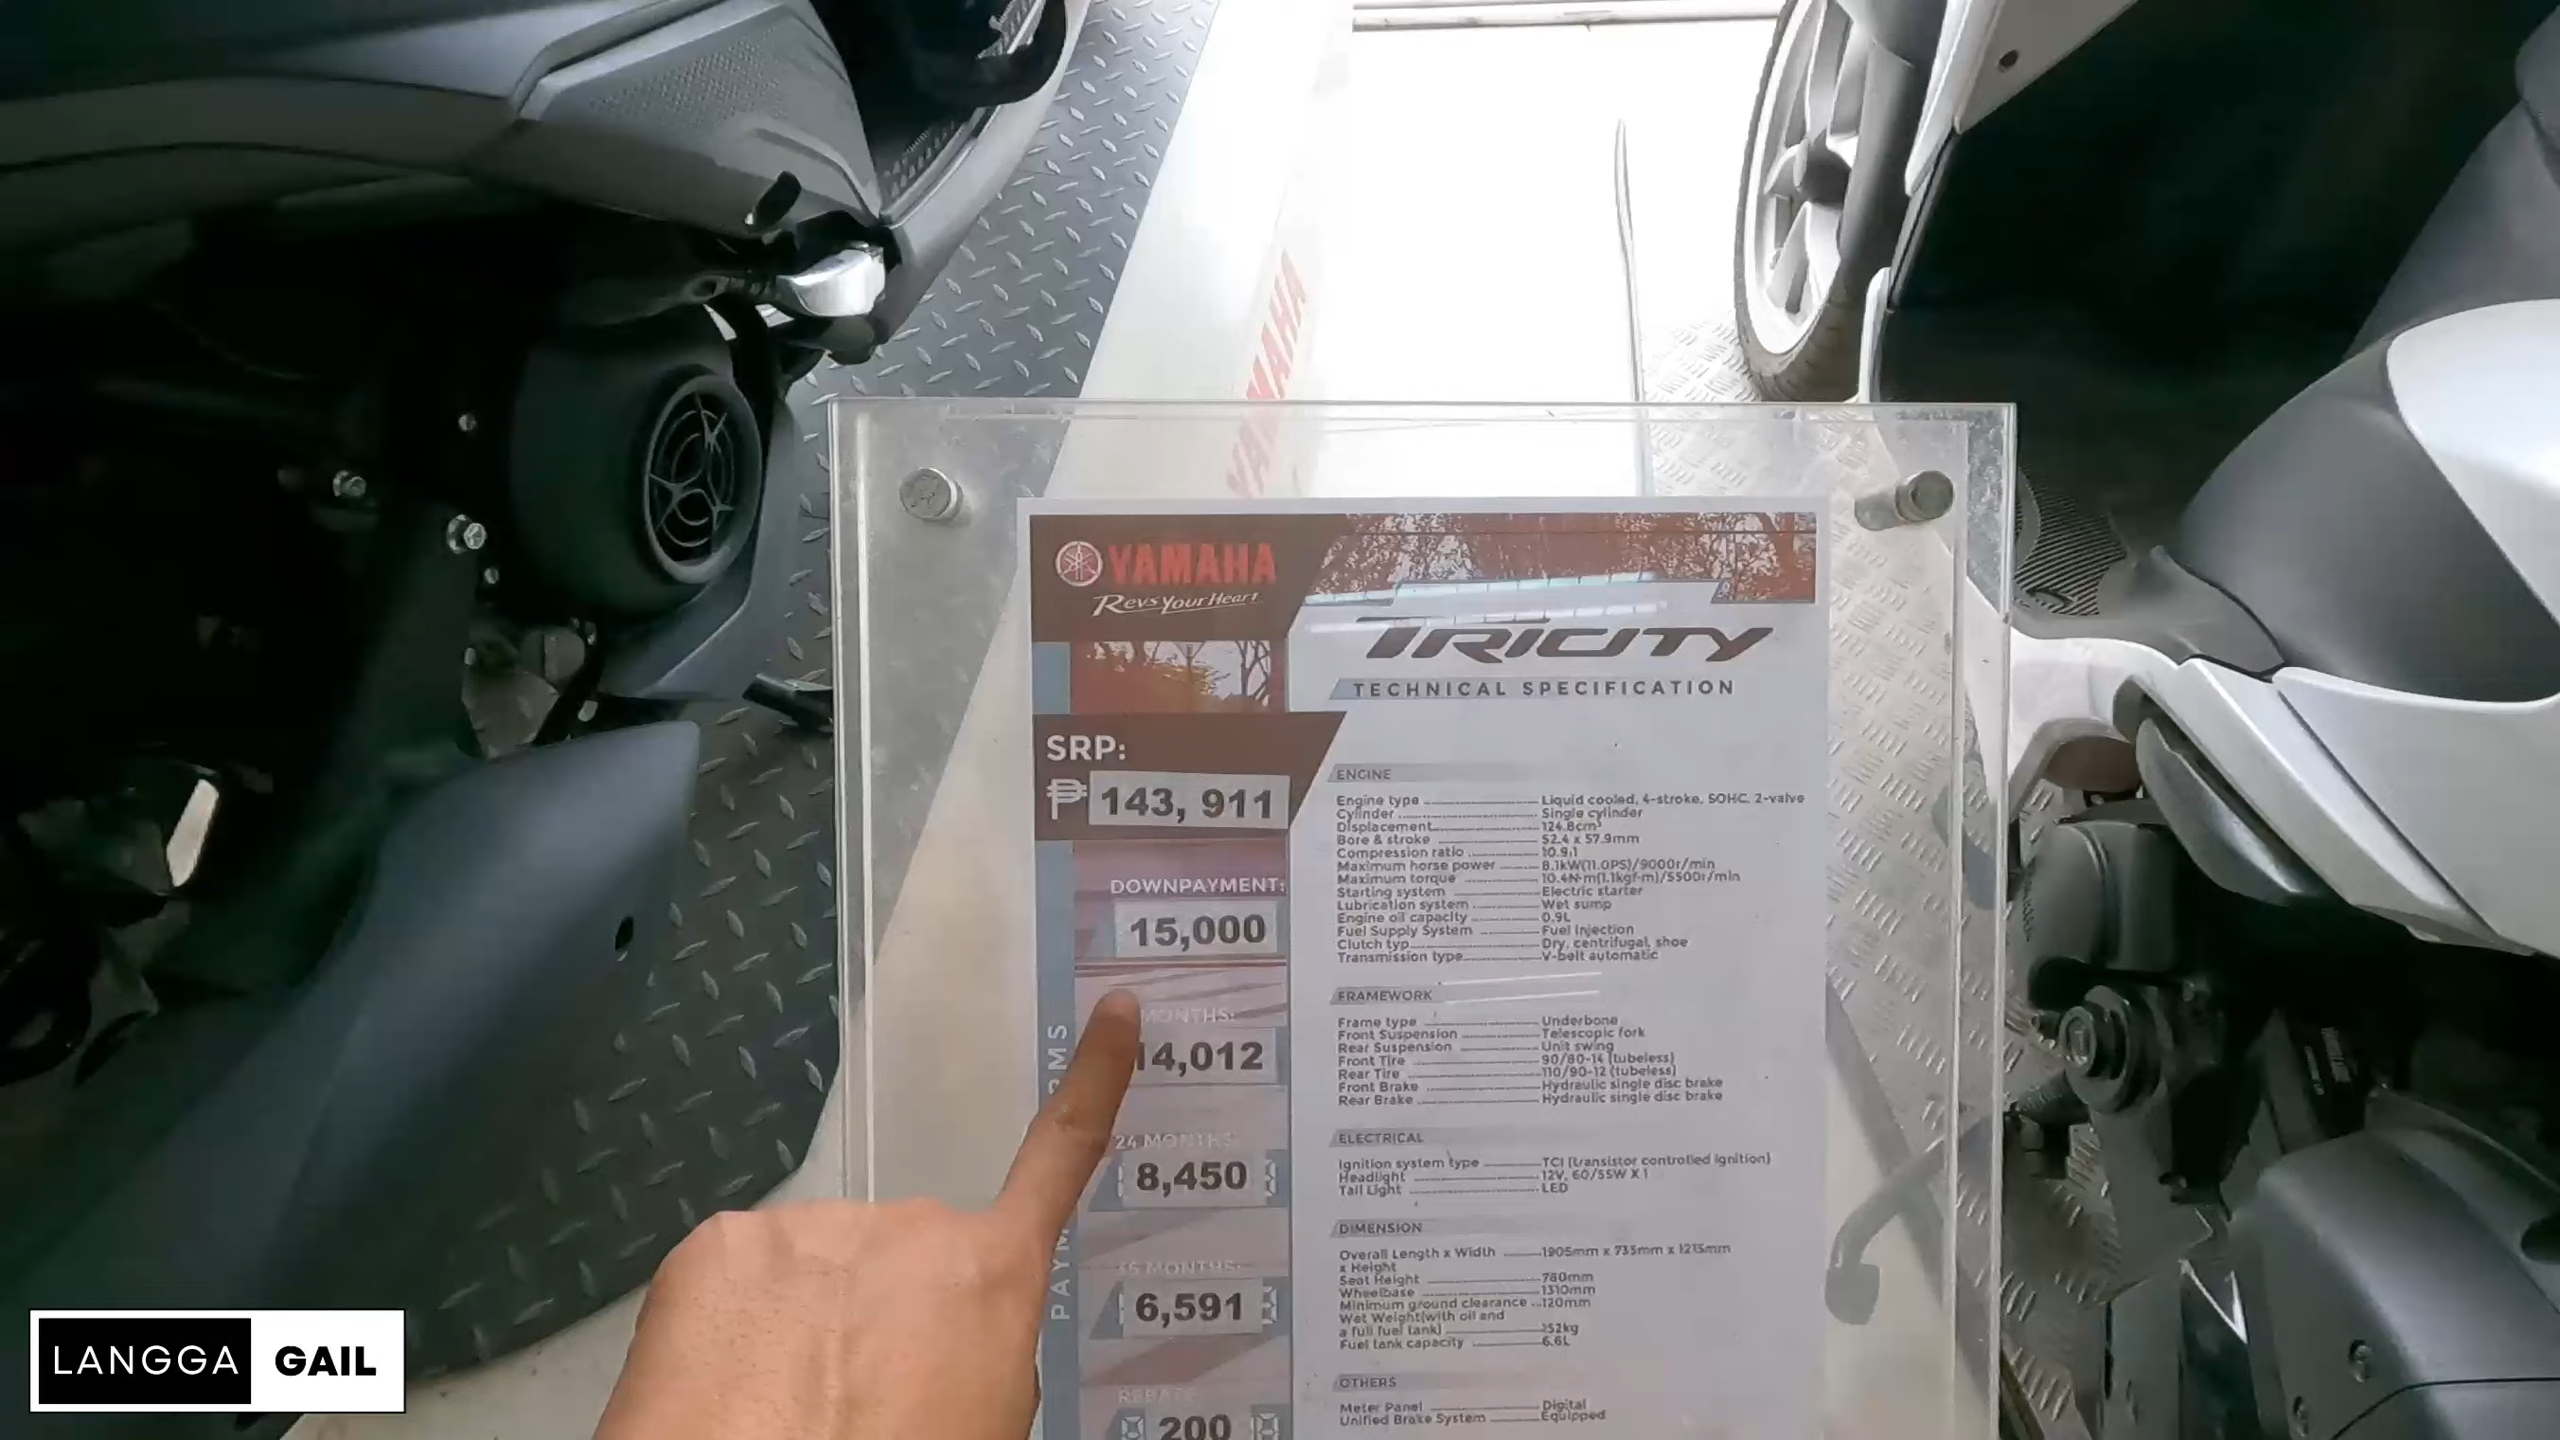 YAMAHA
YAMAHA
YAMAHA
Revs Your Heart
TRICITY
TECHNICAL SPECIFICATION
SRP:
₱ 143, 911
DOWNPAYMENT:
15,000
MONTHS:
14,012
24 MONTHS
8,450
MONTHS:
6,591
REBATE
200
ENGINE
Engine type Liquid cooled, 4-stroke, SOHC, 2-valve
Cylinder Single cylinder
Displacement 124.8cm³
Bore & stroke 52.4 x 57.9mm
Compression ratio 10.9:1
Maximum horse power 8.1kW(11.0PS)/9000r/min
Maximum torque 10.4N·m(1.1kgf·m)/5500r/min
Starting system Electric starter
Lubrication system Wet sump
Engine oil capacity 0.9L
Fuel Supply System Fuel Injection
Clutch typ Dry, centrifugal, shoe
Transmission type V-belt automatic
FRAMEWORK
Frame type Underbone
Front Suspension Telescopic fork
Rear Suspension Unit swing
Front Tire 90/80-14 (tubeless)
Rear Tire 110/90-12 (tubeless)
Front Brake Hydraulic single disc brake
Rear Brake Hydraulic single disc brake
ELECTRICAL
Ignition system type TCI (transistor controlled ignition)
Headlight 12V, 60/55W X 1
Tail Light LED
DIMENSION
Overall Length x Width 1905mm x 735mm x 1215mm
x Height
Seat Height 780mm
Wheelbase 1310mm
Minimum ground clearance 120mm
Wet Weight(with oil and
a full fuel tank) 152kg
Fuel tank capacity 6.6L
OTHERS
Meter Panel Digital
Unified Brake System Equipped
LANGGA GAIL